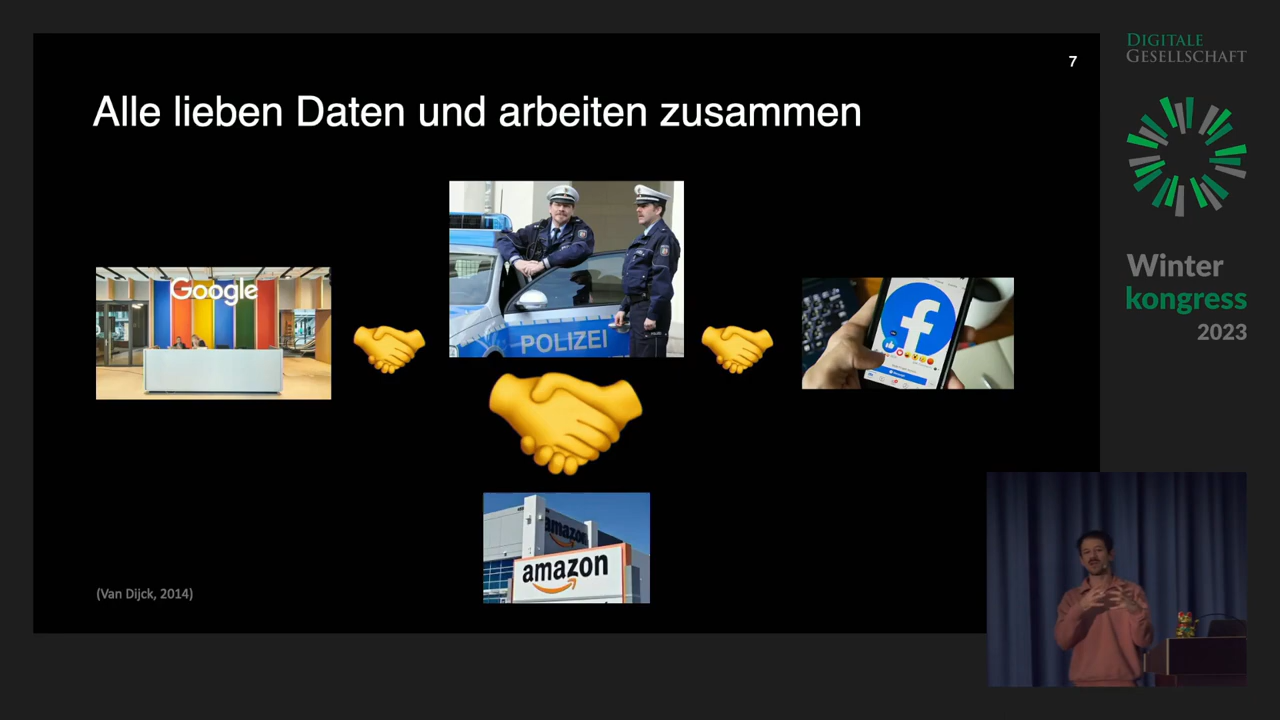 7
Alle lieben Daten und arbeiten zusammen
Google
POLIZEI
amazon
amazon
(Van Dijck, 2014)
DIGITALE
GESELLSCHAFT
Winter
kongress
2023